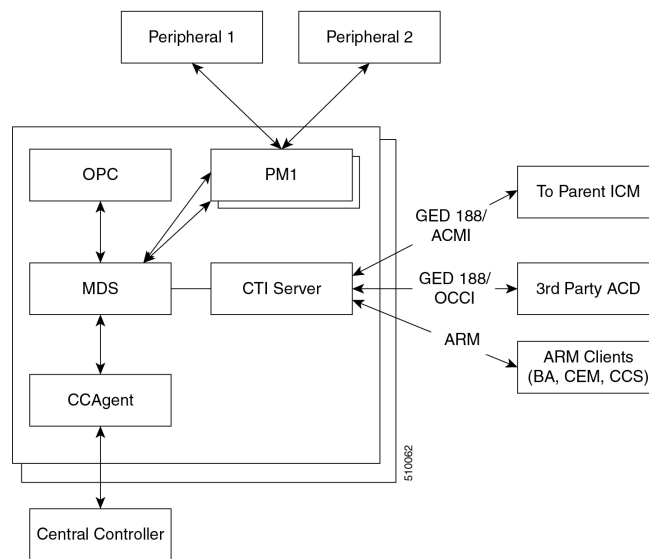 Peripheral 1
Peripheral 2
OPC
PM1
To Parent ICM
GED 188/
ACMI
MDS
CTI Server
GED 188/
OCCI
3rd Party ACD
ARM
ARM Clients
(BA, CEM, CCS)
CCAgent
510062
Central Controller